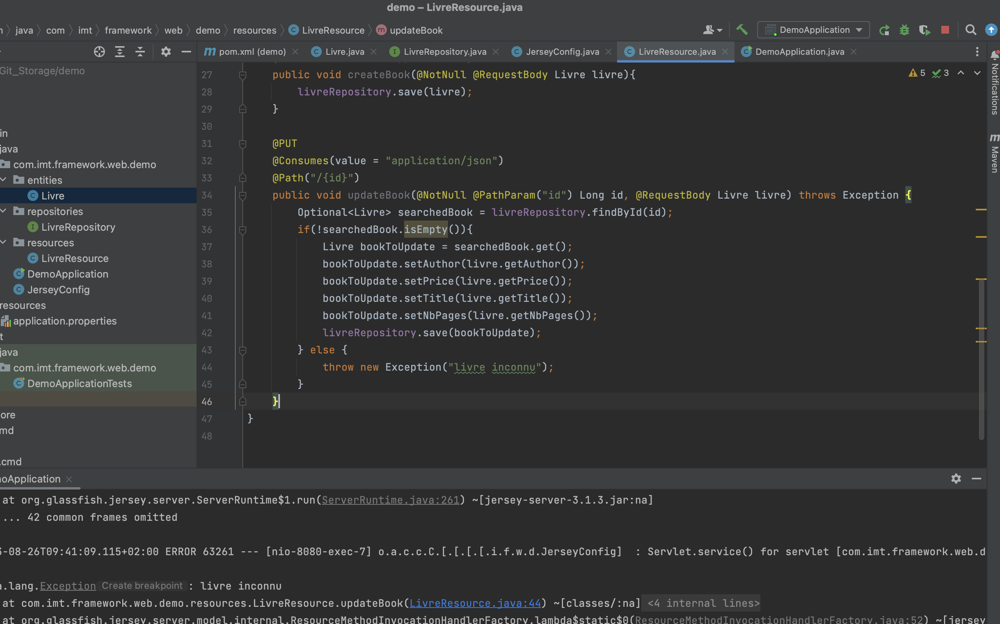 demo – LivreResource.java
java com imt framework web demo resources LivreResource updateBook
DemoApplication
pom.xml (demo) Livre.java LivreRepository.java JerseyConfig.java LivreResource.java DemoApplication.java
Git_Storage/demo
in
java
com.imt.framework.web.demo
entities
Livre
repositories
LivreRepository
resources
LivreResource
DemoApplication
JerseyConfig
resources
application.properties
t
java
com.imt.framework.web.demo
DemoApplicationTests
ore
md
.cmd
5 3
27 public void createBook(@NotNull @RequestBody Livre livre){
28 livreRepository.save(livre);
29 }
30
31 @PUT
32 @Consumes(value = "application/json")
33 @Path("/{id}")
34 public void updateBook(@NotNull @PathParam("id") Long id, @RequestBody Livre livre) throws Exception {
35 Optional<Livre> searchedBook = livreRepository.findById(id);
36 if(!searchedBook.isEmpty()){
37 Livre bookToUpdate = searchedBook.get();
38 bookToUpdate.setAuthor(livre.getAuthor());
39 bookToUpdate.setPrice(livre.getPrice());
40 bookToUpdate.setTitle(livre.getTitle());
41 bookToUpdate.setNbPages(livre.getNbPages());
42 livreRepository.save(bookToUpdate);
43 } else {
44 throw new Exception("livre inconnu");
45 }
46 }
47 }
48
Notifications
m Maven
oApplication
at org.glassfish.jersey.server.ServerRuntime$1.run(ServerRuntime.java:261) ~[jersey-server-3.1.3.jar:na]
... 42 common frames omitted
-08-26T09:41:09.115+02:00 ERROR 63261 --- [nio-8080-exec-7] o.a.c.c.C.[.[.[.[.i.f.w.d.JerseyConfig] : Servlet.service() for servlet [com.imt.framework.web.d
a.lang.Exception Create breakpoint : livre inconnu
at com.imt.framework.web.demo.resources.LivreResource.updateBook(LivreResource.java:44) ~[classes/:na] <4 internal lines>
at org.glassfish.jersey.server.model.internal.ResourceMethodInvocationHandlerFactory.lambda$static$0(ResourceMethodInvocationHandlerFactory.java:52) ~[jersey